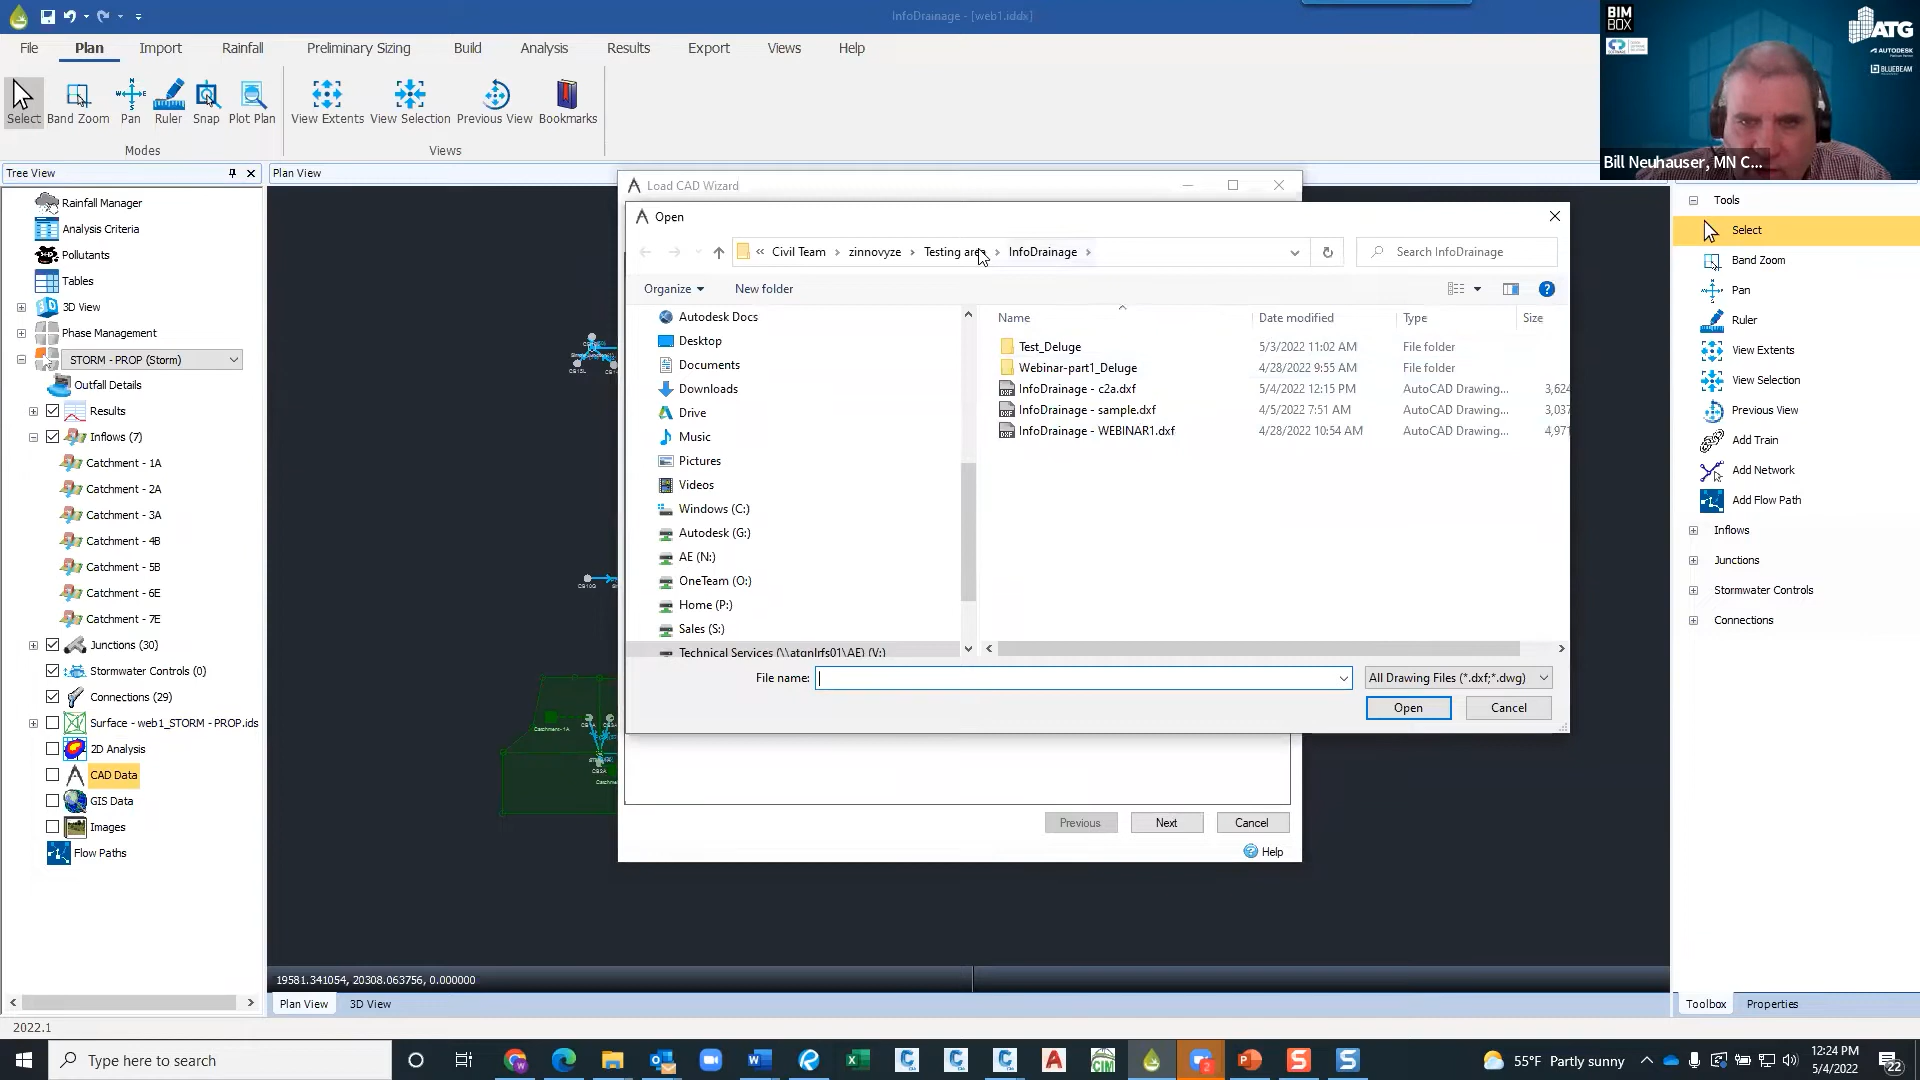 InfoDrainage - [web1.iddx]
File Plan Import Rainfall Preliminary Sizing Build Analysis Results Export Views Help
Select Band Zoom Pan Ruler Snap Plot Plan View Extents View Selection Previous View Bookmarks
Modes Views
BIM
BOX
ATG
AUTODESK
BLUEBEAM
Bill Neuhauser, MN C...
Tree View
Rainfall Manager
Analysis Criteria
Pollutants
Tables
3D View
Phase Management
STORM - PROP (Storm)
Outfall Details
Results
Inflows (7)
Catchment - 1A
Catchment - 2A
Catchment - 3A
Catchment - 4B
Catchment - 5B
Catchment - 6E
Catchment - 7E
Junctions (30)
Stormwater Controls (0)
Connections (29)
Surface - web1_STORM - PROP.ids
2D Analysis
CAD Data
GIS Data
Images
Flow Paths
Plan View
Catchment- 1A
Load CAD Wizard
Open
« Civil Team › zinnovyze › Testing area › InfoDrainage ›
Search InfoDrainage
Organize New folder
Autodesk Docs
Desktop
Documents
Downloads
Drive
Music
Pictures
Videos
Windows (C:)
Autodesk (G:)
AE (N:)
OneTeam (O:)
Home (P:)
Sales (S:)
Technical Services (\\atgnlrfs01\AE) (V:)
Name Date modified Type Size
Test_Deluge 5/3/2022 11:02 AM File folder
Webinar-part1_Deluge 4/28/2022 9:55 AM File folder
InfoDrainage - c2a.dxf 5/4/2022 12:15 PM AutoCAD Drawing... 3,624
InfoDrainage - sample.dxf 4/5/2022 7:51 AM AutoCAD Drawing... 3,037
InfoDrainage - WEBINAR1.dxf 4/28/2022 10:54 AM AutoCAD Drawing... 4,971
File name: All Drawing Files (*.dxf;*.dwg)
Open Cancel
Previous Next Cancel
Help
Tools
Select
Band Zoom
Pan
Ruler
View Extents
View Selection
Previous View
Add Train
Add Network
Add Flow Path
Inflows
Junctions
Stormwater Controls
Connections
19581.341054, 20308.063756, 0.000000
Plan View 3D View
Toolbox Properties
2022.1
Type here to search
55°F Partly sunny
12:24 PM
5/4/2022
22